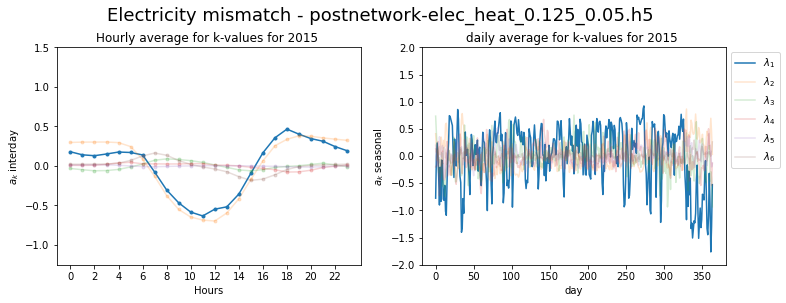 Electricity mismatch - postnetwork-elec_heat_0.125_0.05.h5
Hourly average for k-values for 2015
1.5
1.0
0.5
0.0
−0.5
−1.0
a_k interday
0 2 4 6 8 10 12 14 16 18 20 22
Hours
daily average for k-values for 2015
2.0
1.5
1.0
0.5
0.0
−0.5
−1.0
−1.5
−2.0
a_k seasonal
0 50 100 150 200 250 300 350
day
λ₁
λ₂
λ₃
λ₄
λ₅
λ₆